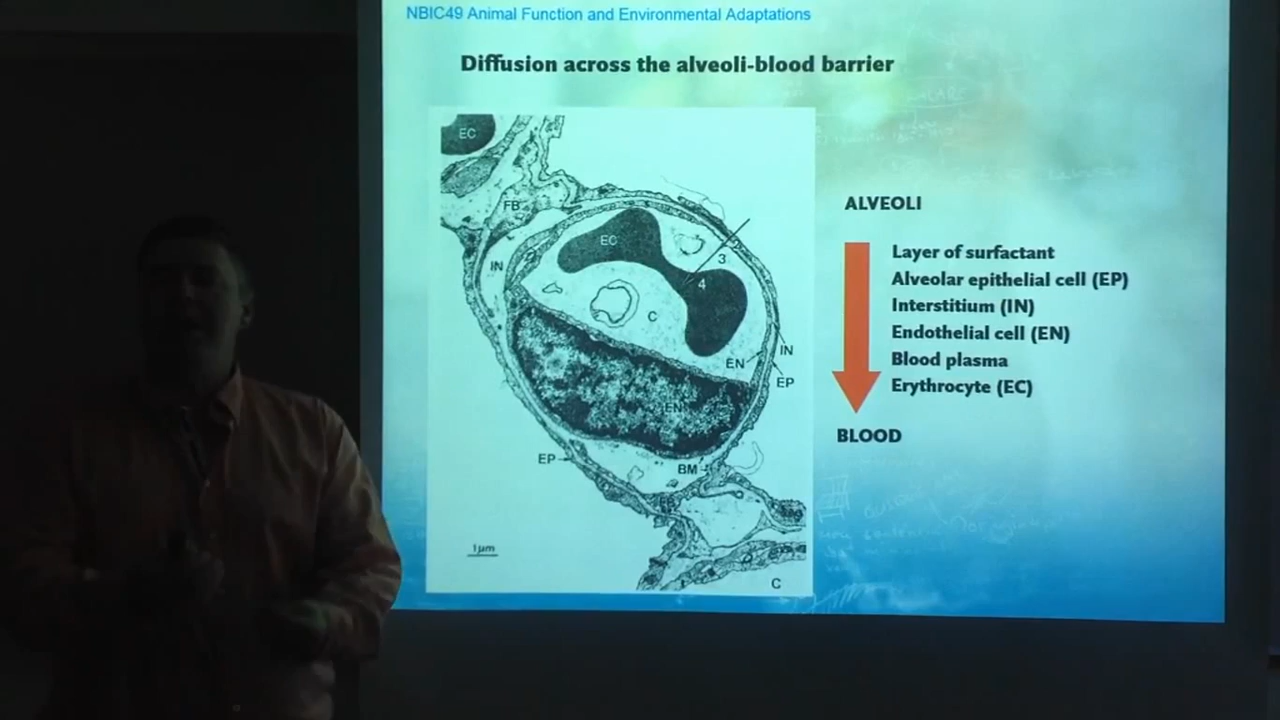 NBIC49 Animal Function and Environmental Adaptations
Diffusion across the alveoli-blood barrier
EC
FB
EC
IN
3
4
C
EN
IN
EP
EN
EP
BM
FB
1µm
C
ALVEOLI
Layer of surfactant
Alveolar epithelial cell (EP)
Interstitium (IN)
Endothelial cell (EN)
Blood plasma
Erythrocyte (EC)
BLOOD